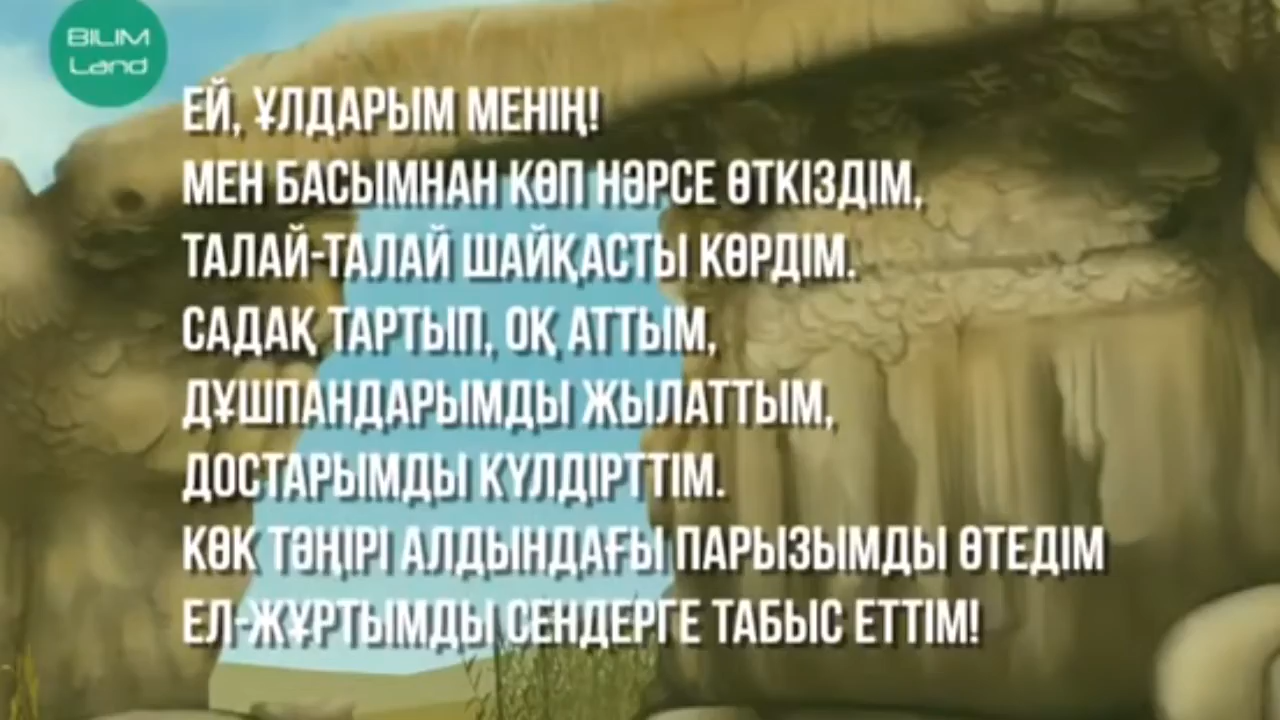 BILIM
Land
ЕЙ, ҰЛДАРЫМ МЕНІҢ!
МЕН БАСЫМНАН КӨП НӘРСЕ ӨТКІЗДІМ,
ТАЛАЙ-ТАЛАЙ ШАЙҚАСТЫ КӨРДІМ.
САДАҚ ТАРТЫП, ОҚ АТТЫМ,
ДҰШПАНДАРЫМДЫ ЖЫЛАТТЫМ,
ДОСТАРЫМДЫ КҮЛДІРТТІМ.
КӨК ТӘҢІРІ АЛДЫНДАҒЫ ПАРЫЗЫМДЫ ӨТЕДІМ
ЕЛ-ЖҰРТЫМДЫ СЕНДЕРГЕ ТАБЫС ЕТТІМ!